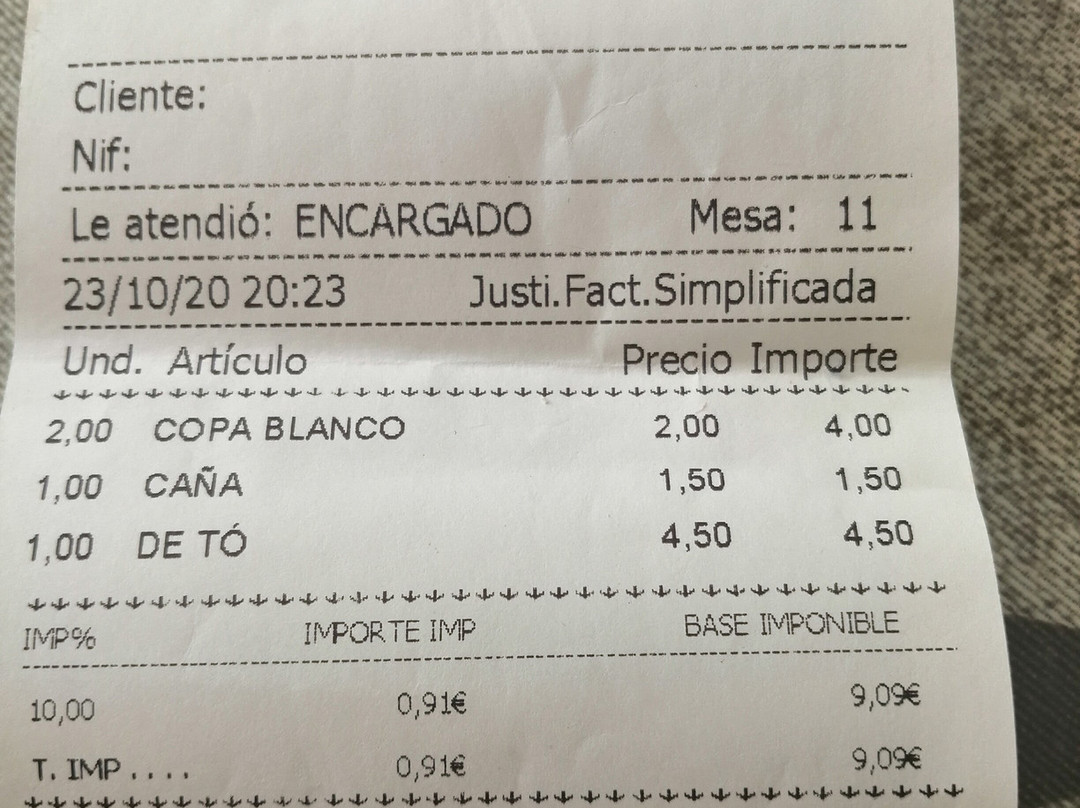 Cliente:
Nif:
Le atendió: ENCARGADO Mesa: 11
23/10/20 20:23 Justi.Fact.Simplificada
Und. Artículo Precio Importe
2,00 COPA BLANCO 2,00 4,00
1,00 CAÑA 1,50 1,50
1,00 DE TÓ 4,50 4,50
IMP% IMPORTE IMP BASE IMPONIBLE
10,00 0,91€ 9,09€
T. IMP .... 0,91€ 9,09€